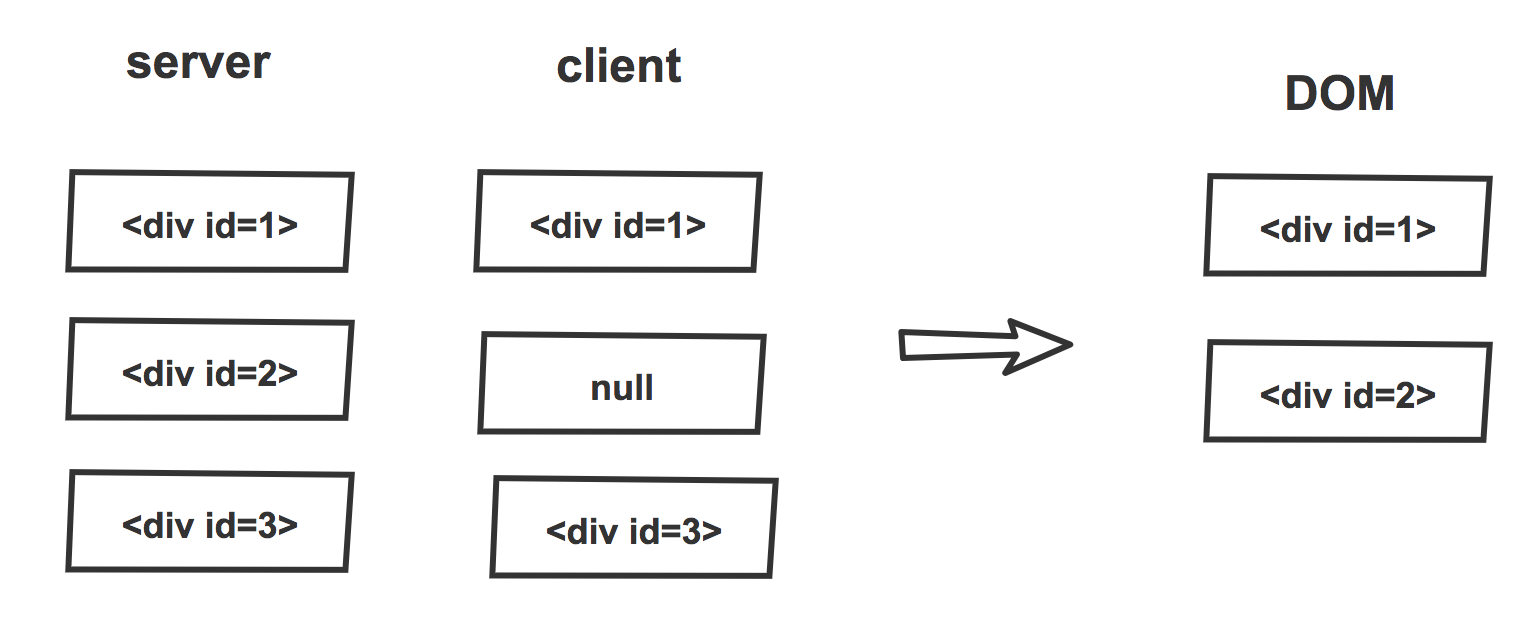 server
client
DOM
<div id=1>
<div id=1>
<div id=1>
<div id=2>
null
<div id=2>
<div id=3>
<div id=3>